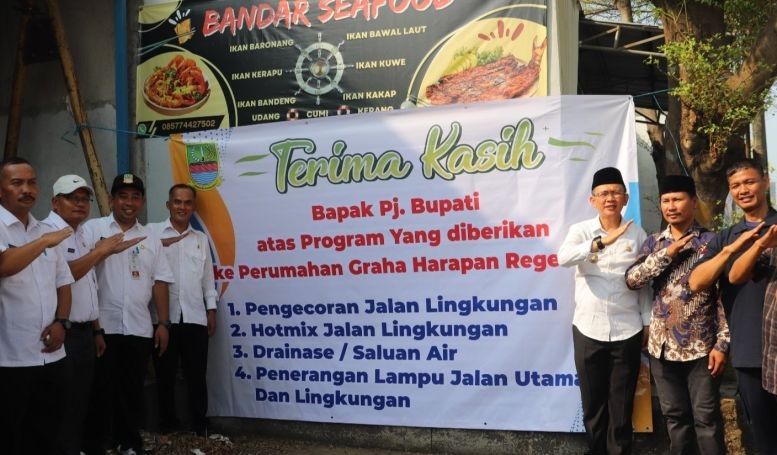 BANDAR SEAFOOD
IKAN BARONANG
IKAN BAWAL LAUT
IKAN KERAPU
IKAN KUWE
IKAN BANDENG
IKAN KAKAP
UDANG
CUMI
KERANG
085774427502
Terima Kasih
Bapak Pj. Bupati
atas Program Yang diberikan
ke Perumahan Graha Harapan Rege
1. Pengecoran Jalan Lingkungan
2. Hotmix Jalan Lingkungan
3. Drainase / Saluan Air
4. Penerangan Lampu Jalan Utama
Dan Lingkungan